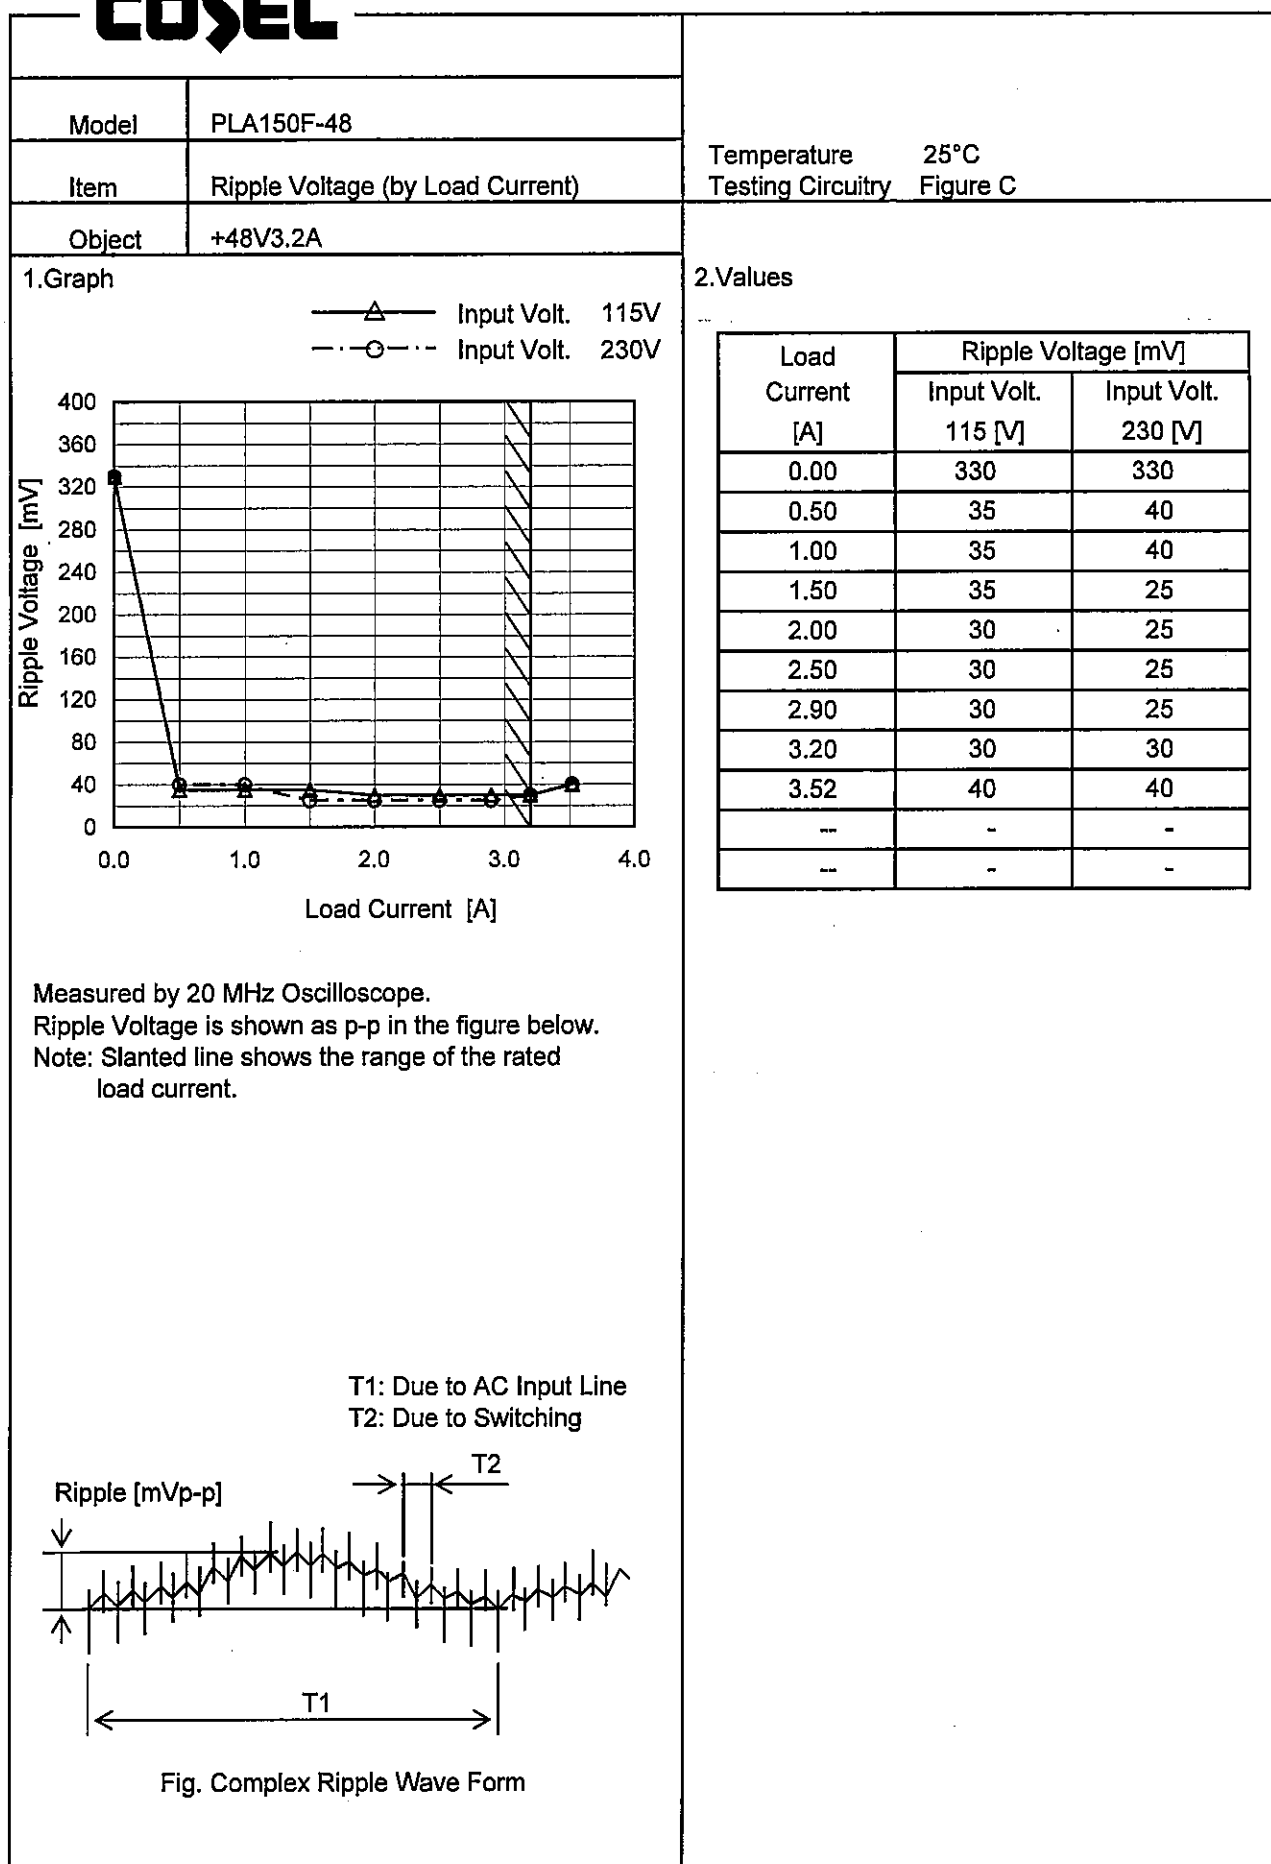 COSEL
Model PLA150F-48
Item Ripple Voltage (by Load Current)
Object +48V3.2A
Temperature 25°C
Testing Circuitry Figure C
1.Graph
Input Volt. 115V
Input Volt. 230V
400
360
320
280
240
200
160
120
80
40
0
Ripple Voltage [mV]
0.0 1.0 2.0 3.0 4.0
Load Current [A]
Measured by 20 MHz Oscilloscope.
Ripple Voltage is shown as p-p in the figure below.
Note: Slanted line shows the range of the rated
load current.
T1: Due to AC Input Line
T2: Due to Switching
T2
Ripple [mVp-p]
T1
Fig. Complex Ripple Wave Form
2.Values
Load Ripple Voltage [mV]
Current Input Volt. Input Volt.
[A] 115 [V] 230 [V]
0.00 330 330
0.50 35 40
1.00 35 40
1.50 35 25
2.00 30 25
2.50 30 25
2.90 30 25
3.20 30 30
3.52 40 40
-- - -
-- - -